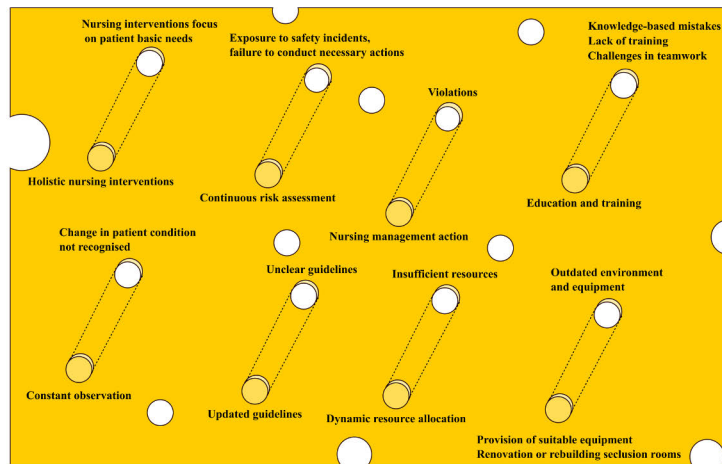 Nursing interventions focus
on patient basic needs
Exposure to safety incidents,
failure to conduct necessary actions
Violations
Knowledge-based mistakes
Lack of training
Challenges in teamwork
Holistic nursing interventions
Continuous risk assessment
Nursing management action
Education and training
Change in patient condition
not recognised
Unclear guidelines
Insufficient resources
Outdated environment
and equipment
Constant observation
Updated guidelines
Dynamic resource allocation
Provision of suitable equipment
Renovation or rebuilding seclusion rooms